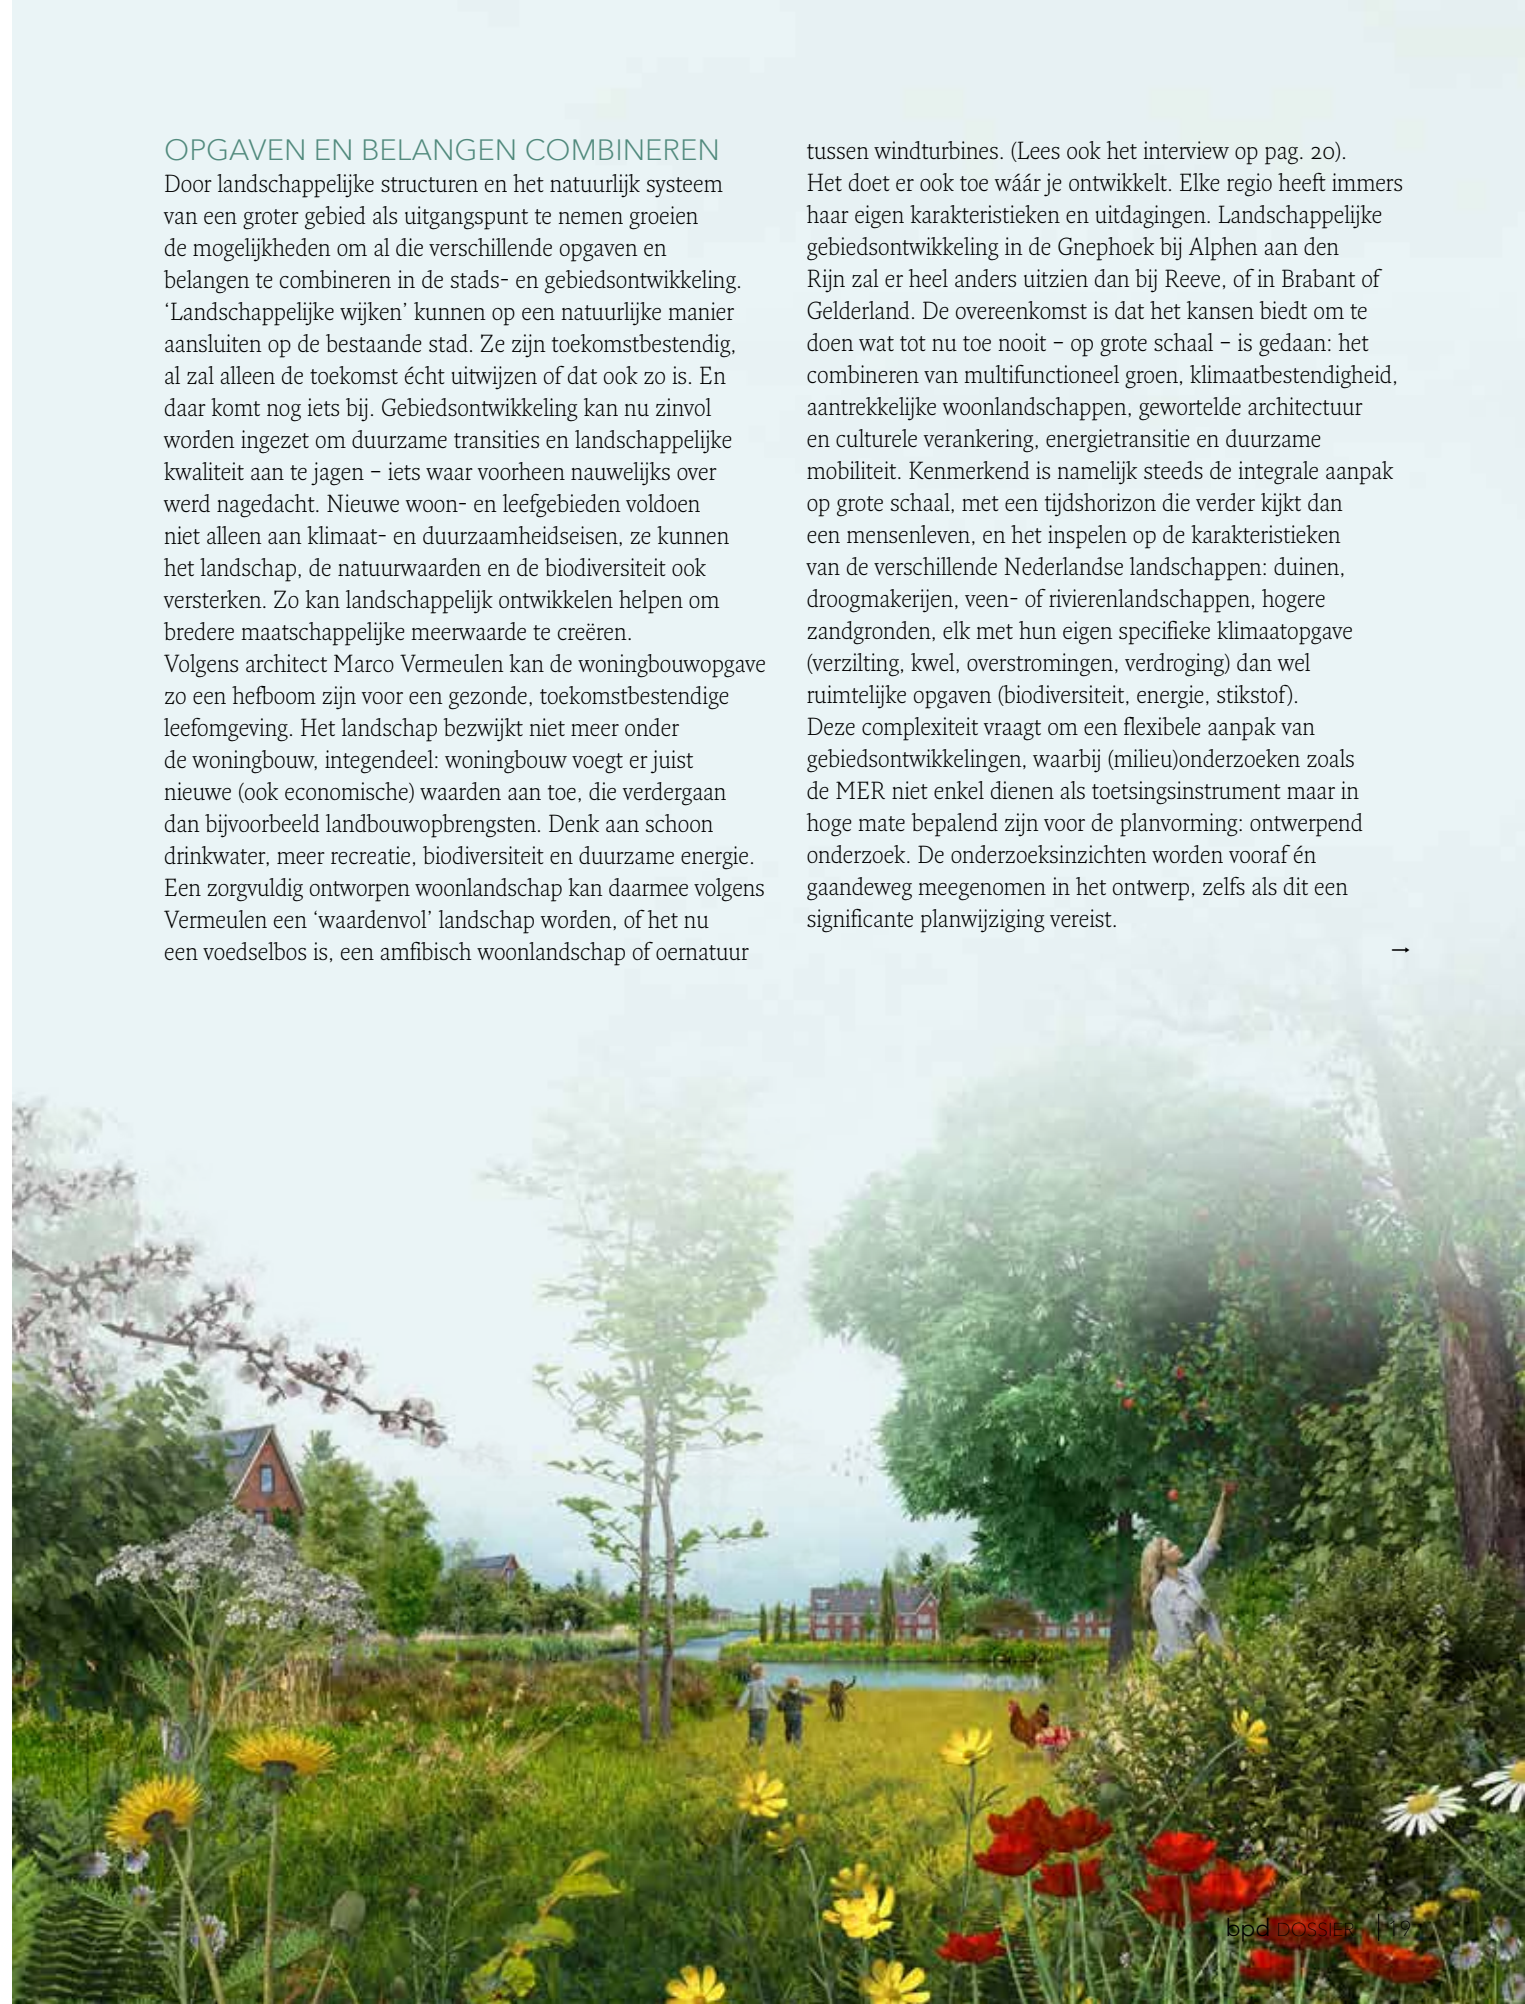 OPGAVEN EN BELANGEN COMBINEREN
Door landschappelijke structuren en het natuurlijk systeem
van een groter gebied als uitgangspunt te nemen groeien
de mogelijkheden om al die verschillende opgaven en
belangen te combineren in de stads- en gebiedsontwikkeling.
‘Landschappelijke wijken’ kunnen op een natuurlijke manier
aansluiten op de bestaande stad. Ze zijn toekomstbestendig,
al zal alleen de toekomst écht uitwijzen of dat ook zo is. En
daar komt nog iets bij. Gebiedsontwikkeling kan nu zinvol
worden ingezet om duurzame transities en landschappelijke
kwaliteit aan te jagen – iets waar voorheen nauwelijks over
werd nagedacht. Nieuwe woon- en leefgebieden voldoen
niet alleen aan klimaat- en duurzaamheidseisen, ze kunnen
het landschap, de natuurwaarden en de biodiversiteit ook
versterken. Zo kan landschappelijk ontwikkelen helpen om
bredere maatschappelijke meerwaarde te creëren.
Volgens architect Marco Vermeulen kan de woningbouwopgave
zo een hefboom zijn voor een gezonde, toekomstbestendige
leefomgeving. Het landschap bezwijkt niet meer onder
de woningbouw, integendeel: woningbouw voegt er juist
nieuwe (ook economische) waarden aan toe, die verdergaan
dan bijvoorbeeld landbouwopbrengsten. Denk aan schoon
drinkwater, meer recreatie, biodiversiteit en duurzame energie.
Een zorgvuldig ontworpen woonlandschap kan daarmee volgens
Vermeulen een ‘waardenvol’ landschap worden, of het nu
een voedselbos is, een amfibisch woonlandschap of oernatuur
tussen windturbines. (Lees ook het interview op pag. 20).
Het doet er ook toe wáár je ontwikkelt. Elke regio heeft immers
haar eigen karakteristieken en uitdagingen. Landschappelijke
gebiedsontwikkeling in de Gnephoek bij Alphen aan den
Rijn zal er heel anders uitzien dan bij Reeve, of in Brabant of
Gelderland. De overeenkomst is dat het kansen biedt om te
doen wat tot nu toe nooit – op grote schaal – is gedaan: het
combineren van multifunctioneel groen, klimaatbestendigheid,
aantrekkelijke woonlandschappen, gewortelde architectuur
en culturele verankering, energietransitie en duurzame
mobiliteit. Kenmerkend is namelijk steeds de integrale aanpak
op grote schaal, met een tijdshorizon die verder kijkt dan
een mensenleven, en het inspelen op de karakteristieken
van de verschillende Nederlandse landschappen: duinen,
droogmakerijen, veen- of rivierenlandschappen, hogere
zandgronden, elk met hun eigen specifieke klimaatopgave
(verzilting, kwel, overstromingen, verdroging) dan wel
ruimtelijke opgaven (biodiversiteit, energie, stikstof).
Deze complexiteit vraagt om een flexibele aanpak van
gebiedsontwikkelingen, waarbij (milieu)onderzoeken zoals
de MER niet enkel dienen als toetsingsinstrument maar in
hoge mate bepalend zijn voor de planvorming: ontwerpend
onderzoek. De onderzoeksinzichten worden vooraf én
gaandeweg meegenomen in het ontwerp, zelfs als dit een
significante planwijziging vereist.
→
bpd DOSSIER | 19